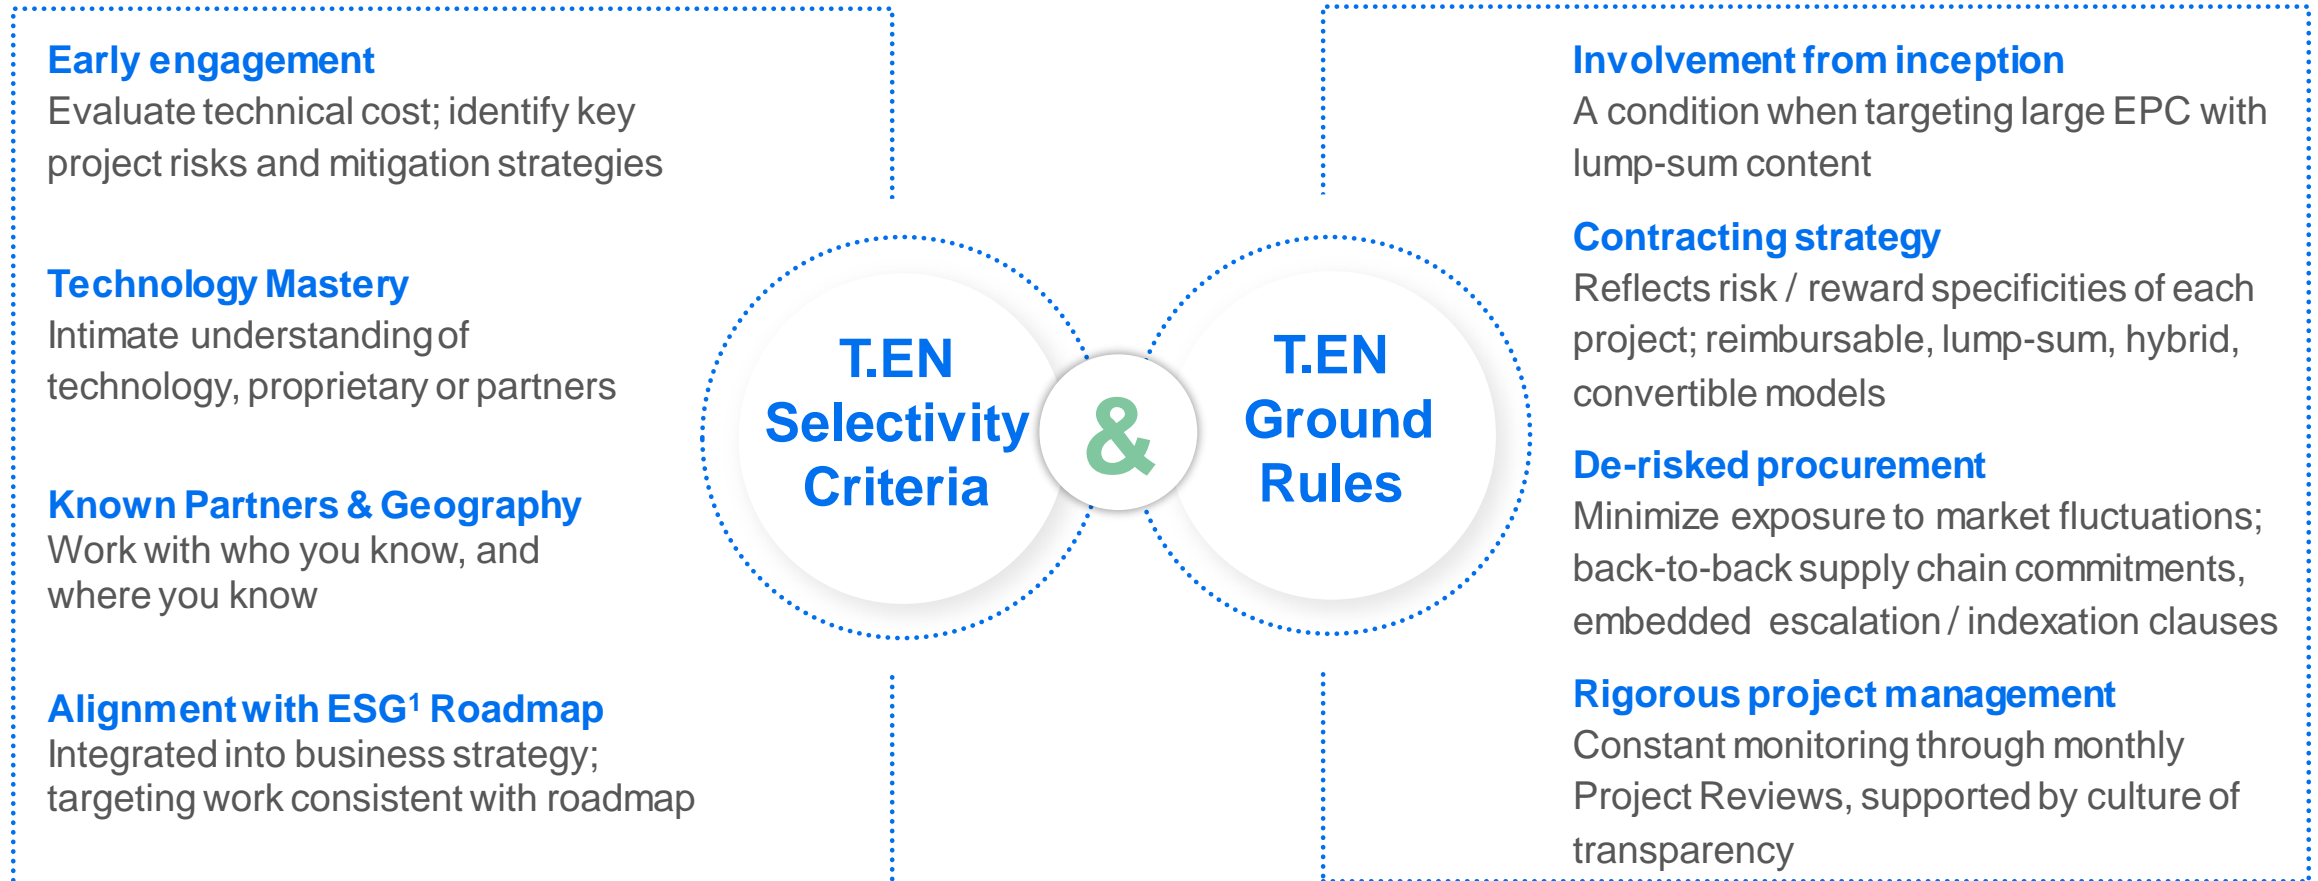 Early engagement
Evaluate technical cost; identify key
project risks and mitigation strategies
Technology Mastery
Intimate understanding of
technology, proprietary or partners
Known Partners & Geography
Work with who you know, and
where you know
Alignment with ESG¹ Roadmap
Integrated into business strategy;
targeting work consistent with roadmap
T.EN
Selectivity
Criteria
&
T.EN
Ground
Rules
Involvement from inception
A condition when targeting large EPC with
lump-sum content
Contracting strategy
Reflects risk / reward specificities of each
project; reimbursable, lump-sum, hybrid,
convertible models
De-risked procurement
Minimize exposure to market fluctuations;
back-to-back supply chain commitments,
embedded escalation / indexation clauses
Rigorous project management
Constant monitoring through monthly
Project Reviews, supported by culture of
transparency